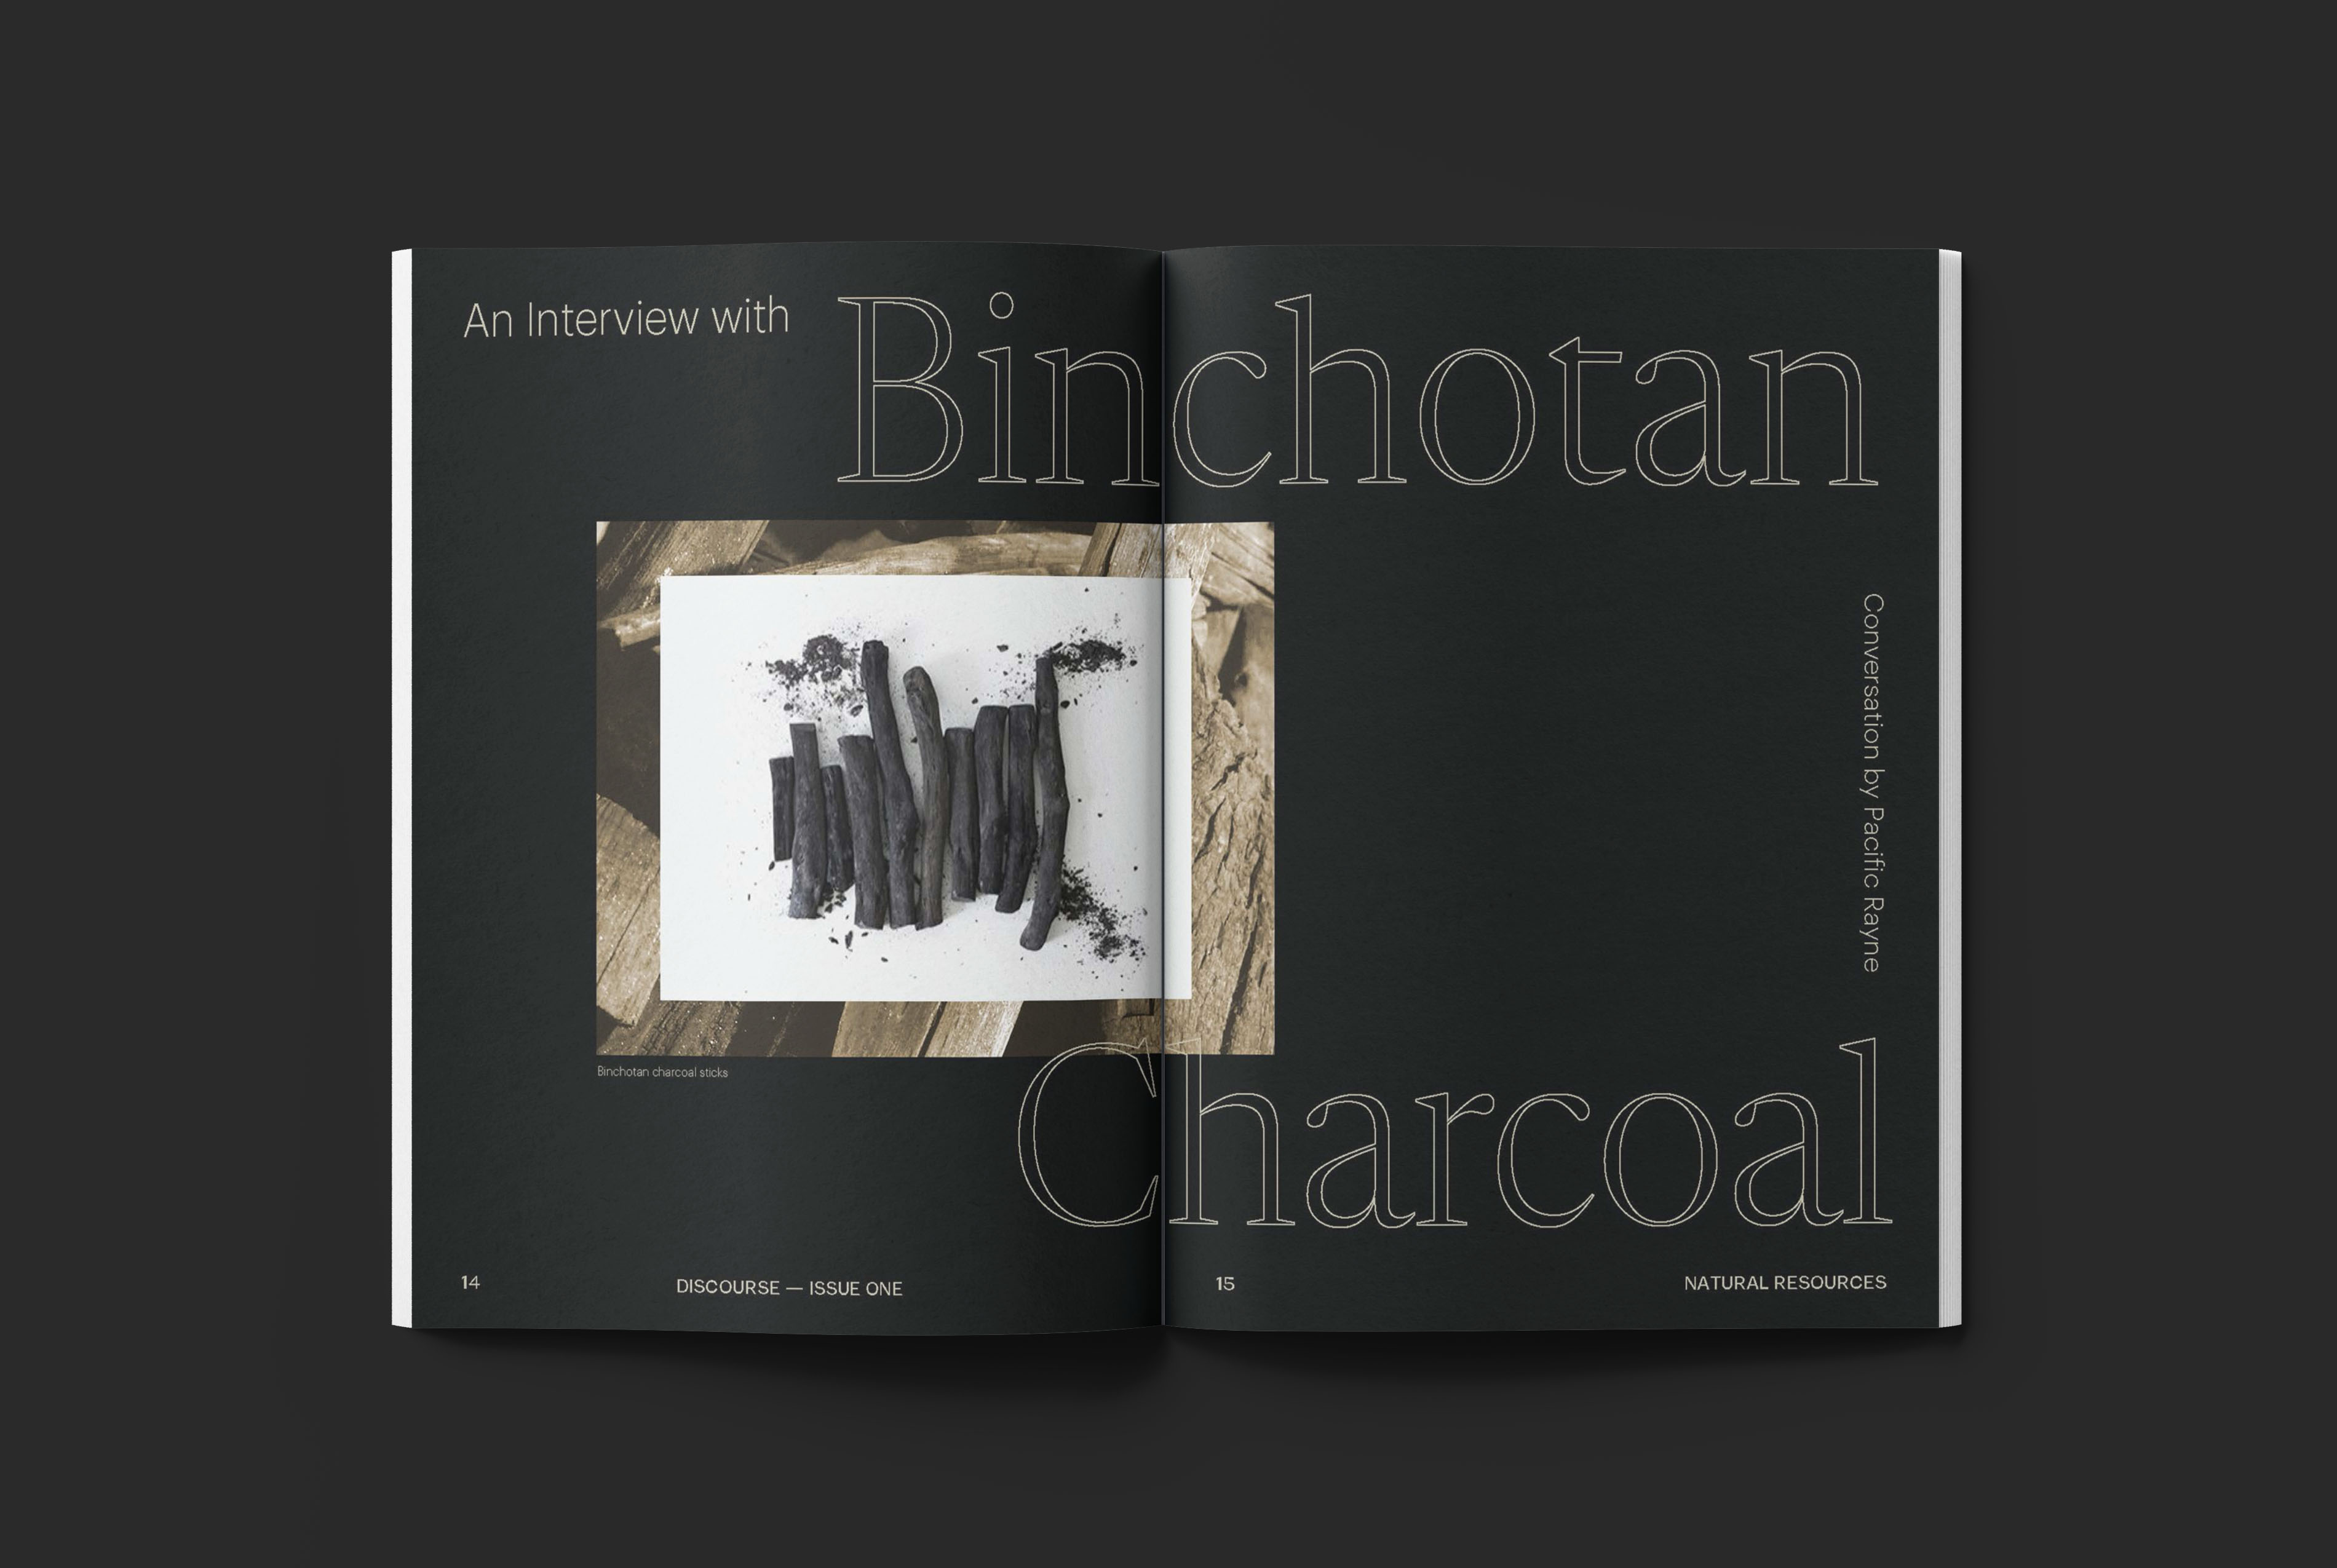 An Interview with
Binchotan
Conversation by Pacific Rayne
Binchotan charcoal sticks
Charcoal
14
DISCOURSE — ISSUE ONE
15
NATURAL RESOURCES